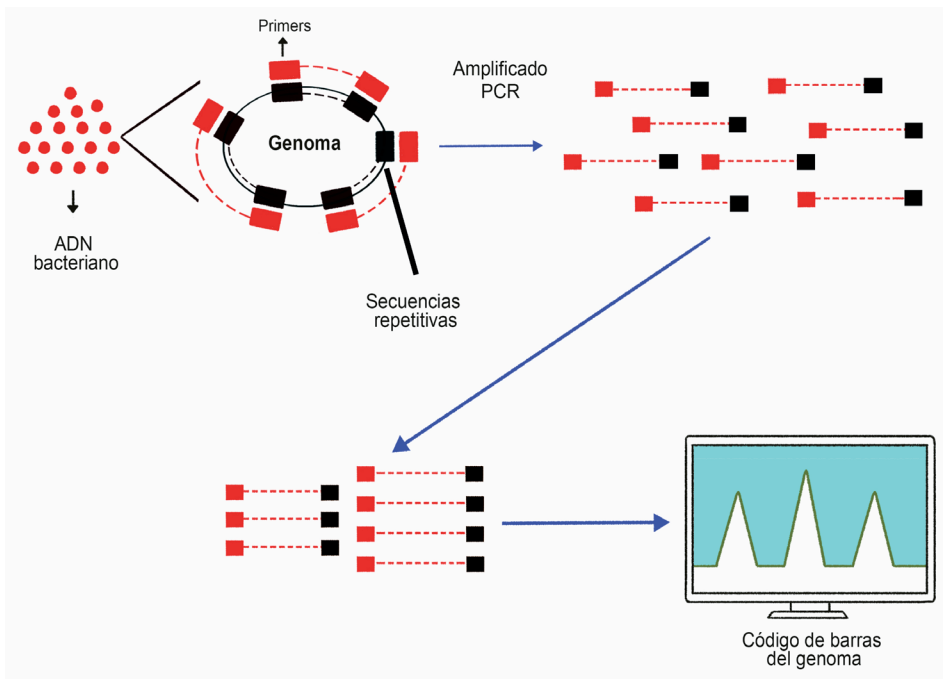 Primers
Genoma
Amplificado
PCR
ADN
bacteriano
Secuencias
repetitivas
Código de barras
del genoma